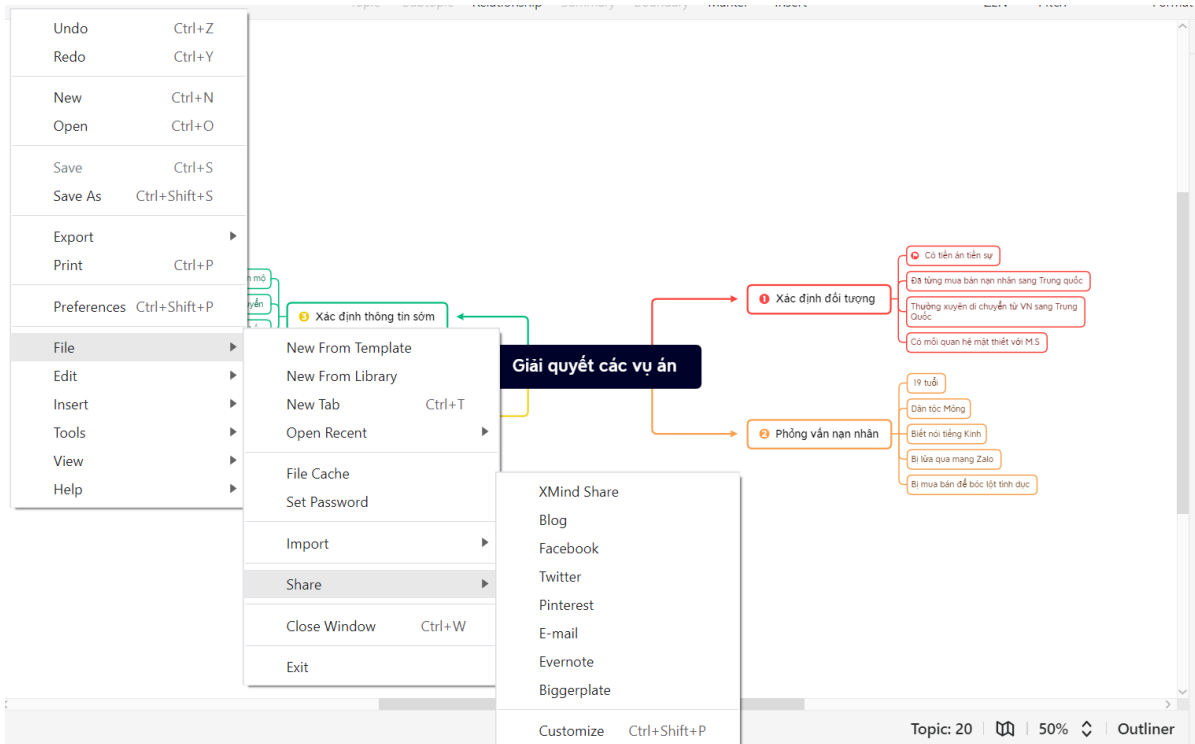 Undo Ctrl+Z
Redo Ctrl+Y
New Ctrl+N
Open Ctrl+O
Save Ctrl+S
Save As Ctrl+Shift+S
Export
Print Ctrl+P
Preferences Ctrl+Shift+P
File
Edit
Insert
Tools
View
Help
New From Template
New From Library
New Tab Ctrl+T
Open Recent
File Cache
Set Password
Import
Share
Close Window Ctrl+W
Exit
XMind Share
Blog
Facebook
Twitter
Pinterest
E-mail
Evernote
Biggerplate
Customize Ctrl+Shift+P
3 Xác định thông tin sớm
Giải quyết các vụ án
1 Xác định đối tượng
Có tiền án tiền sự
Đã từng mua bán nạn nhân sang Trung quốc
Thường xuyên di chuyển từ VN sang Trung
Quốc
Có mối quan hệ mật thiết với M.S
2 Phỏng vấn nạn nhân
19 tuổi
Dân tộc Mông
Biết nói tiếng Kinh
Bị lừa qua mạng Zalo
Bị mua bán để bóc lột tình dục
Topic: 20 50% Outliner